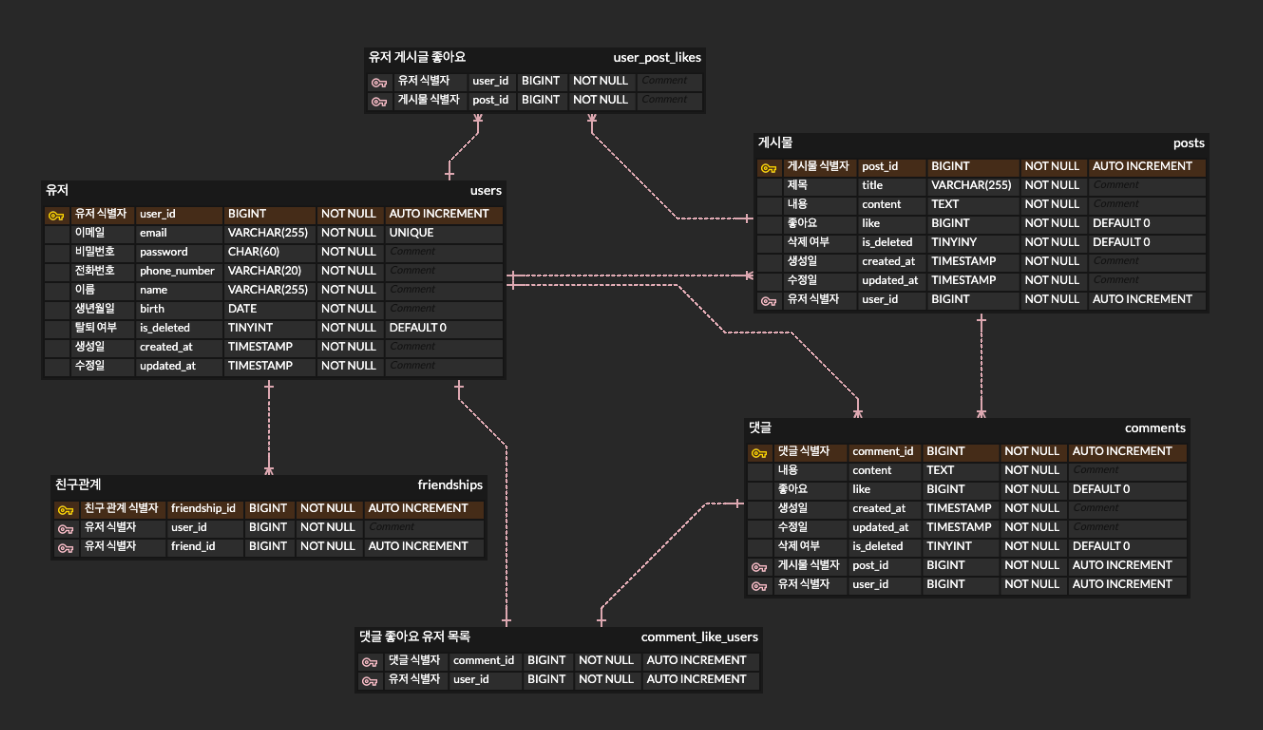 유저 게시글 좋아요 user_post_likes
유저 식별자 user_id BIGINT NOT NULL Comment
게시물 식별자 post_id BIGINT NOT NULL Comment
게시물 posts
게시물 식별자 post_id BIGINT NOT NULL AUTO INCREMENT
제목 title VARCHAR(255) NOT NULL Comment
내용 content TEXT NOT NULL Comment
좋아요 like BIGINT NOT NULL DEFAULT 0
삭제 여부 is_deleted TINYINY NOT NULL DEFAULT 0
생성일 created_at TIMESTAMP NOT NULL Comment
수정일 updated_at TIMESTAMP NOT NULL Comment
유저 식별자 user_id BIGINT NOT NULL AUTO INCREMENT
유저 users
유저 식별자 user_id BIGINT NOT NULL AUTO INCREMENT
이메일 email VARCHAR(255) NOT NULL UNIQUE
비밀번호 password CHAR(60) NOT NULL Comment
전화번호 phone_number VARCHAR(20) NOT NULL Comment
이름 name VARCHAR(255) NOT NULL Comment
생년월일 birth DATE NOT NULL Comment
탈퇴 여부 is_deleted TINYINT NOT NULL DEFAULT 0
생성일 created_at TIMESTAMP NOT NULL Comment
수정일 updated_at TIMESTAMP NOT NULL Comment
댓글 comments
댓글 식별자 comment_id BIGINT NOT NULL AUTO INCREMENT
내용 content TEXT NOT NULL Comment
좋아요 like BIGINT NOT NULL DEFAULT 0
생성일 created_at TIMESTAMP NOT NULL Comment
수정일 updated_at TIMESTAMP NOT NULL Comment
삭제 여부 is_deleted TINYINT NOT NULL DEFAULT 0
게시물 식별자 post_id BIGINT NOT NULL AUTO INCREMENT
유저 식별자 user_id BIGINT NOT NULL AUTO INCREMENT
친구관계 friendships
친구 관계 식별자 friendship_id BIGINT NOT NULL AUTO INCREMENT
유저 식별자 user_id BIGINT NOT NULL Comment
유저 식별자 friend_id BIGINT NOT NULL AUTO INCREMENT
댓글 좋아요 유저 목록 comment_like_users
댓글 식별자 comment_id BIGINT NOT NULL AUTO INCREMENT
유저 식별자 user_id BIGINT NOT NULL AUTO INCREMENT